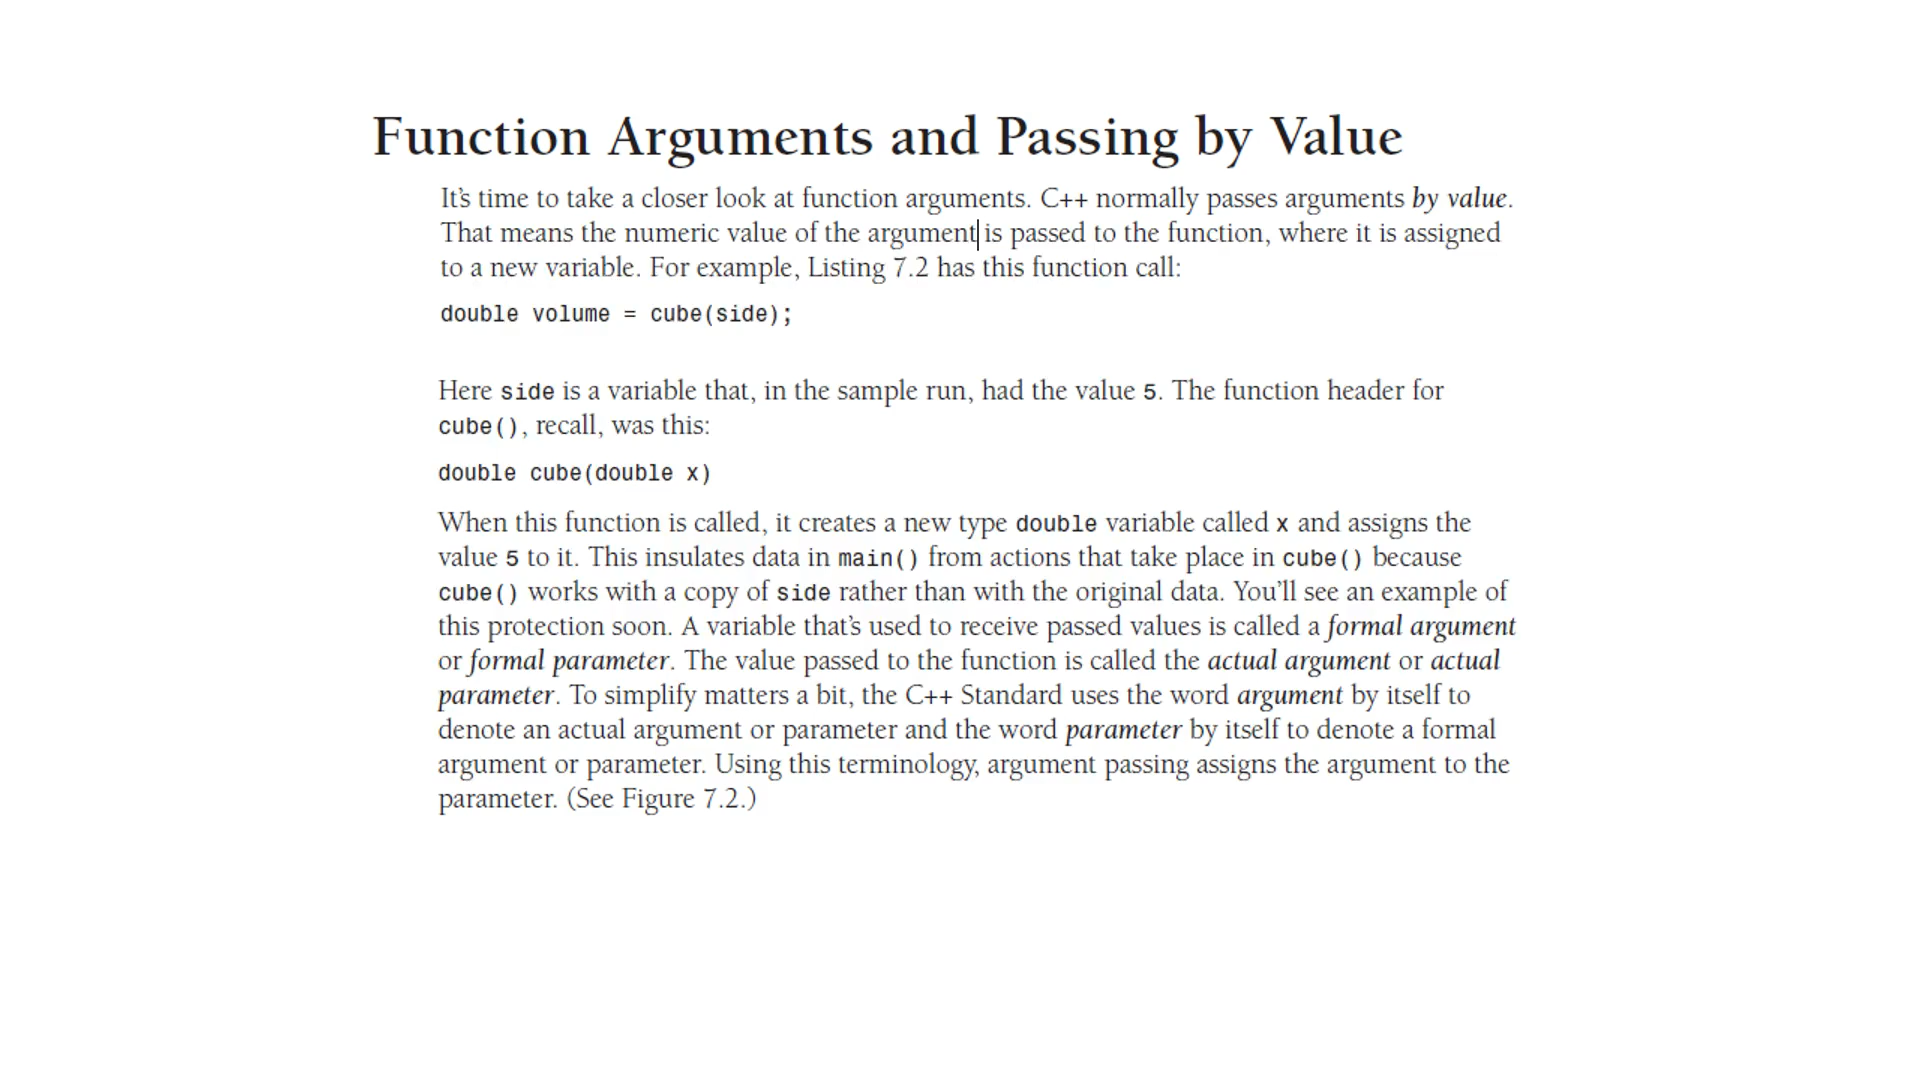 Function Arguments and Passing by Value
It's time to take a closer look at function arguments. C++ normally passes arguments by value.
That means the numeric value of the argument is passed to the function, where it is assigned
to a new variable. For example, Listing 7.2 has this function call:
double volume = cube(side);
Here side is a variable that, in the sample run, had the value 5. The function header for
cube(), recall, was this:
double cube(double x)
When this function is called, it creates a new type double variable called x and assigns the
value 5 to it. This insulates data in main() from actions that take place in cube() because
cube() works with a copy of side rather than with the original data. You'll see an example of
this protection soon. A variable that's used to receive passed values is called a formal argument
or formal parameter. The value passed to the function is called the actual argument or actual
parameter. To simplify matters a bit, the C++ Standard uses the word argument by itself to
denote an actual argument or parameter and the word parameter by itself to denote a formal
argument or parameter. Using this terminology, argument passing assigns the argument to the
parameter. (See Figure 7.2.)